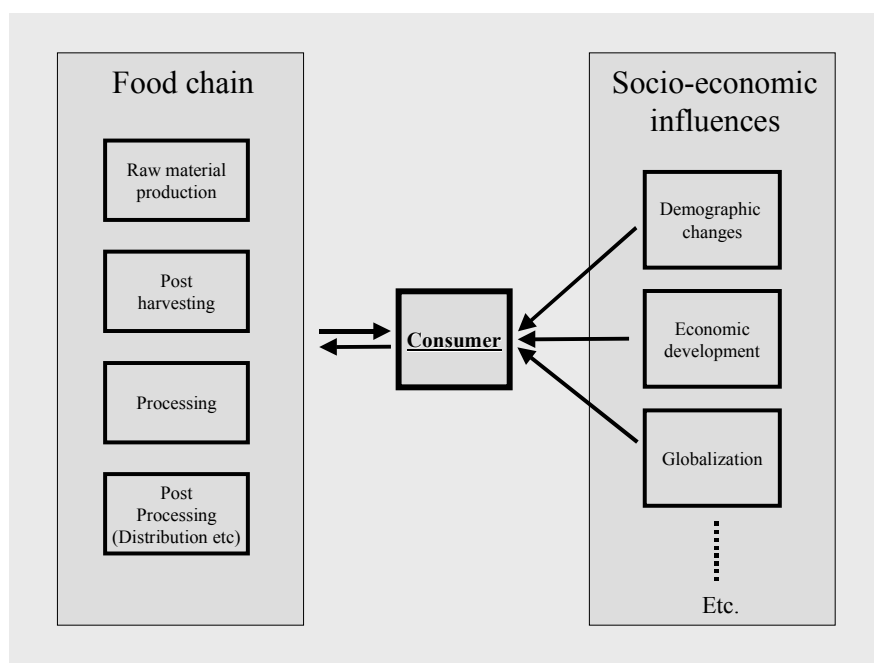 Food chain
Raw material
production
Post
harvesting
Processing
Post
Processing
(Distribution etc)
Consumer
Socio-economic
influences
Demographic
changes
Economic
development
Globalization
Etc.